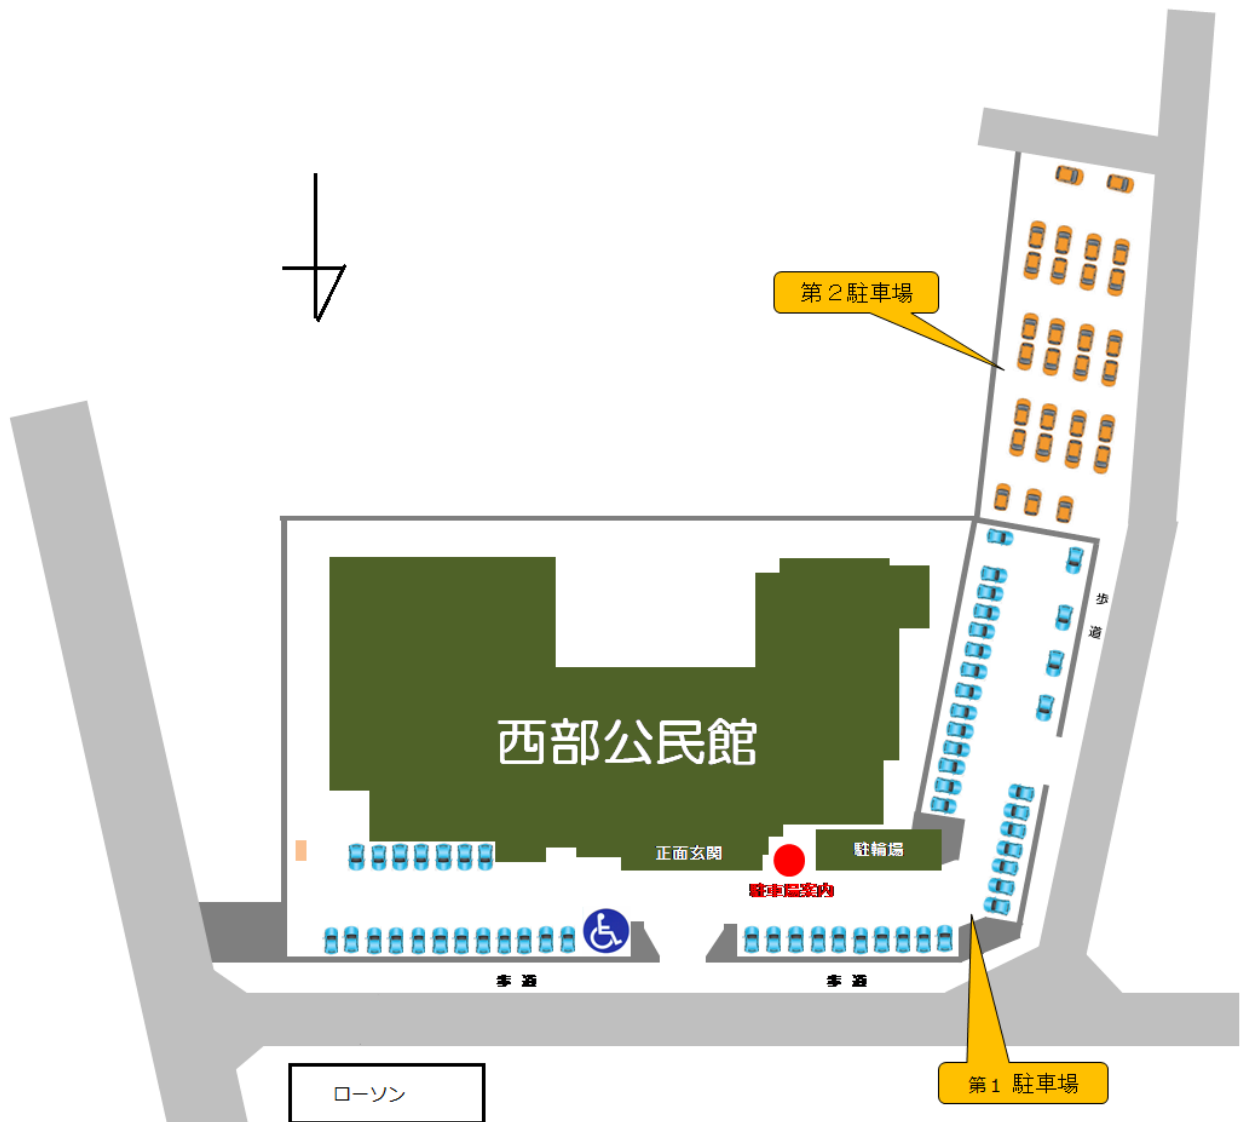 第２駐車場
歩
道
西部公民館
正面玄関
駐輪場
駐車場案内
歩 道
歩 道
ローソン
第１ 駐車場